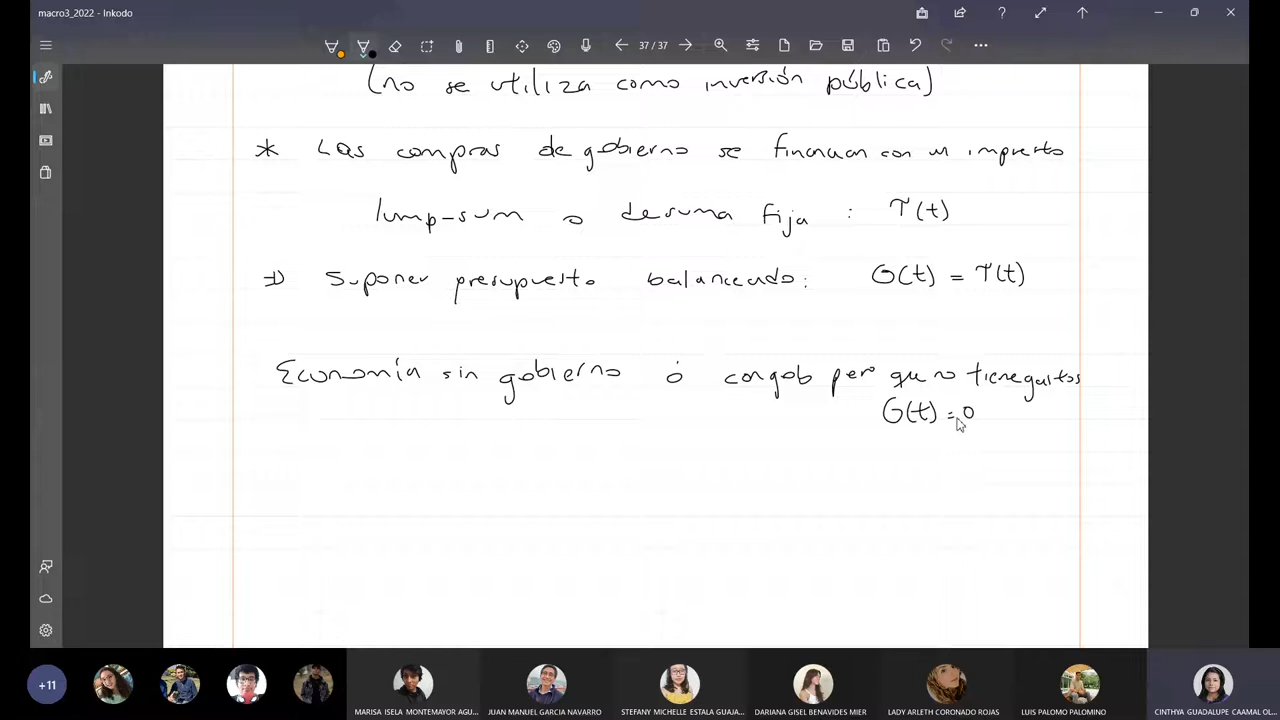 macro3_2022 - Inkodo
37 / 37
(no se utiliza como inversión pública)
* Las compras de gobierno se financian con un impuesto
lump-sum o de suma fija : T(t)
⇒ Suponer presupuesto balanceado: G(t) = T(t)
Economía sin gobierno ó con gob pero que no tiene gastos
G(t) = 0
+11
MARISA ISELA MONTEMAYOR AGU...
JUAN MANUEL GARCIA NAVARRO
STEFANY MICHELLE ESTALA GUAJA...
DARIANA GISEL BENAVIDES MIER
LADY ARLETH CORONADO ROJAS
LUIS PALOMO PALOMINO
CINTHYA GUADALUPE CAAMAL OL...